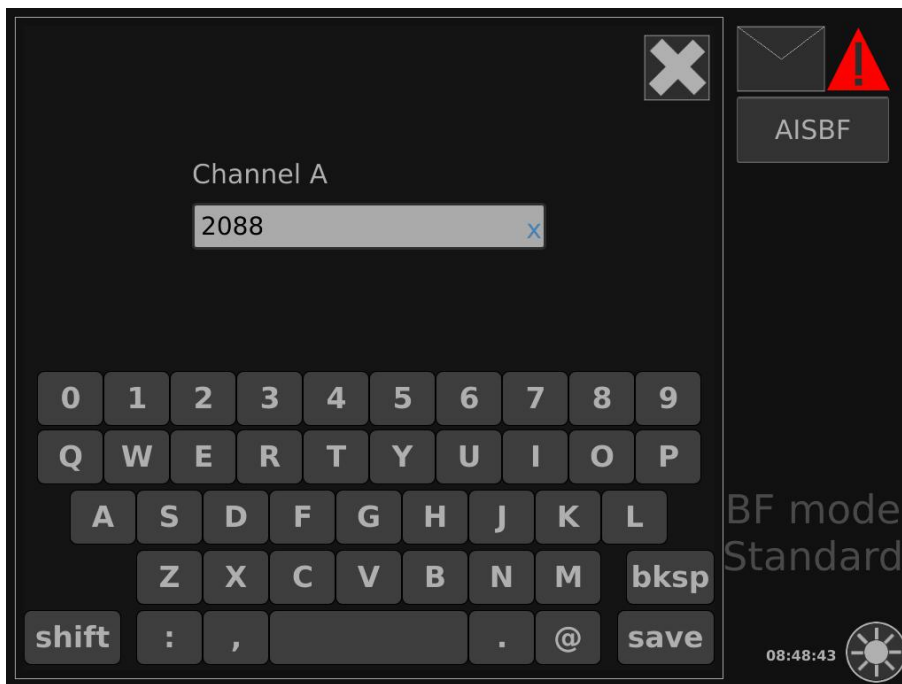 AISBF
Channel A
2088 x
0 1 2 3 4 5 6 7 8 9
Q W E R T Y U I O P
A S D F G H J K L
Z X C V B N M bksp
shift : , . @ save
BF mode
Standard
08:48:43